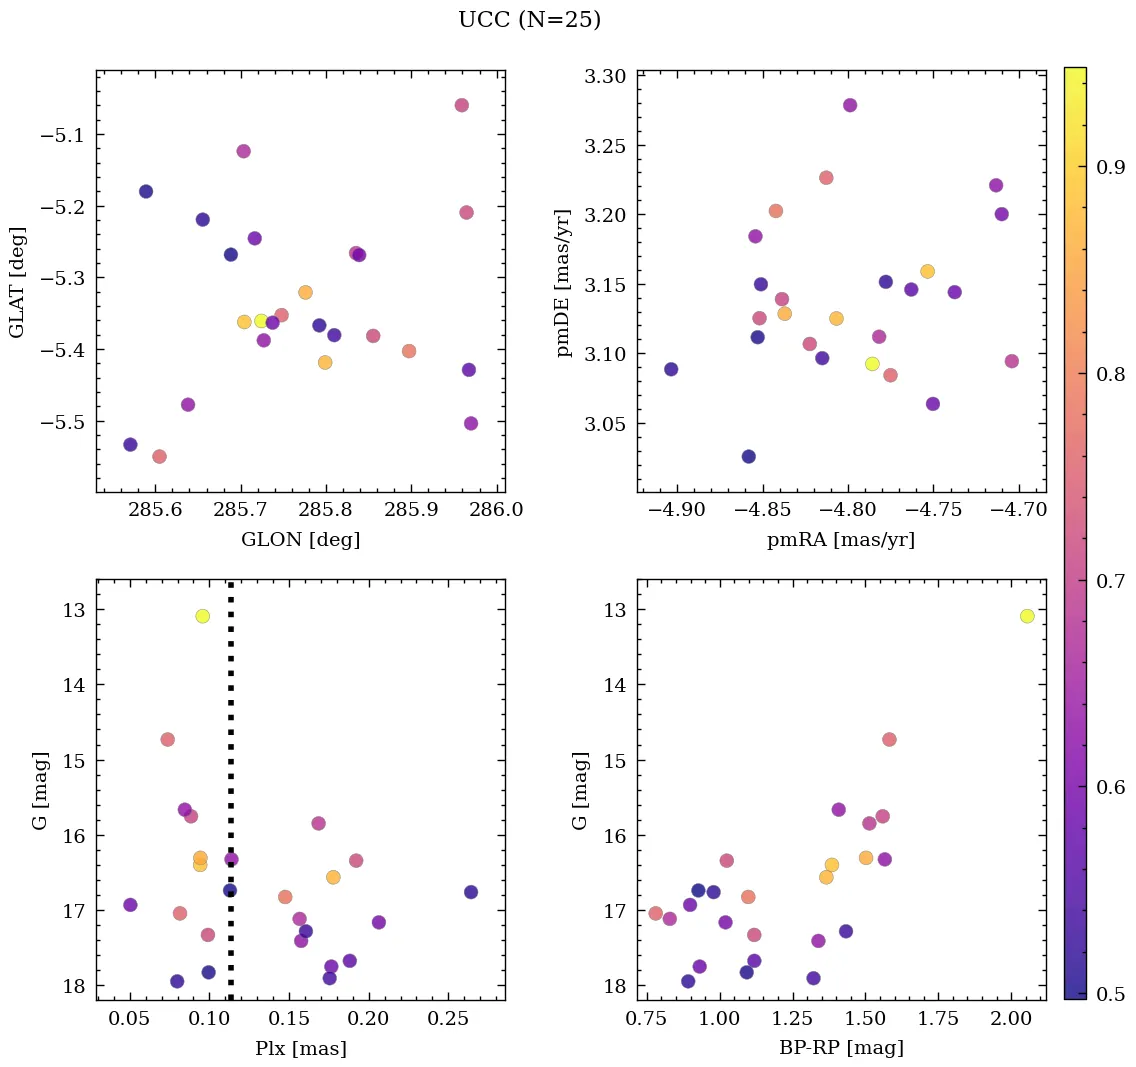 UCC (N=25)
−5.1
−5.2
−5.3
−5.4
−5.5
GLAT [deg]
285.6 285.7 285.8 285.9 286.0
GLON [deg]
3.30
3.25
3.20
3.15
3.10
3.05
pmDE [mas/yr]
−4.90 −4.85 −4.80 −4.75 −4.70
pmRA [mas/yr]
13
14
15
16
17
18
G [mag]
0.05 0.10 0.15 0.20 0.25
Plx [mas]
13
14
15
16
17
18
G [mag]
0.75 1.00 1.25 1.50 1.75 2.00
BP-RP [mag]
0.9
0.8
0.7
0.6
0.5